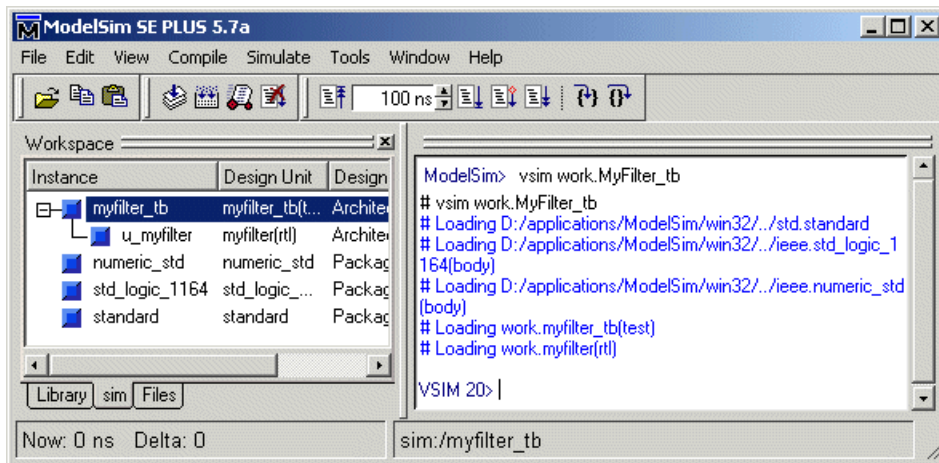 ModelSim SE PLUS 5.7a
File Edit View Compile Simulate Tools Window Help
100 ns
Workspace
Instance Design Unit Design
myfilter_tb myfilter_tb(t... Archite
u_myfilter myfilter(rtl) Archite
numeric_std numeric_std Packag
std_logic_1164 std_logic_... Packag
standard standard Packag
Library sim Files
ModelSim> vsim work.MyFilter_tb
# vsim work.MyFilter_tb
# Loading D:/applications/ModelSim/win32/../std.standard
# Loading D:/applications/ModelSim/win32/../ieee.std_logic_1
164(body)
# Loading D:/applications/ModelSim/win32/../ieee.numeric_std
(body)
# Loading work.myfilter_tb(test)
# Loading work.myfilter(rtl)
VSIM 20>
Now: 0 ns Delta: 0
sim:/myfilter_tb